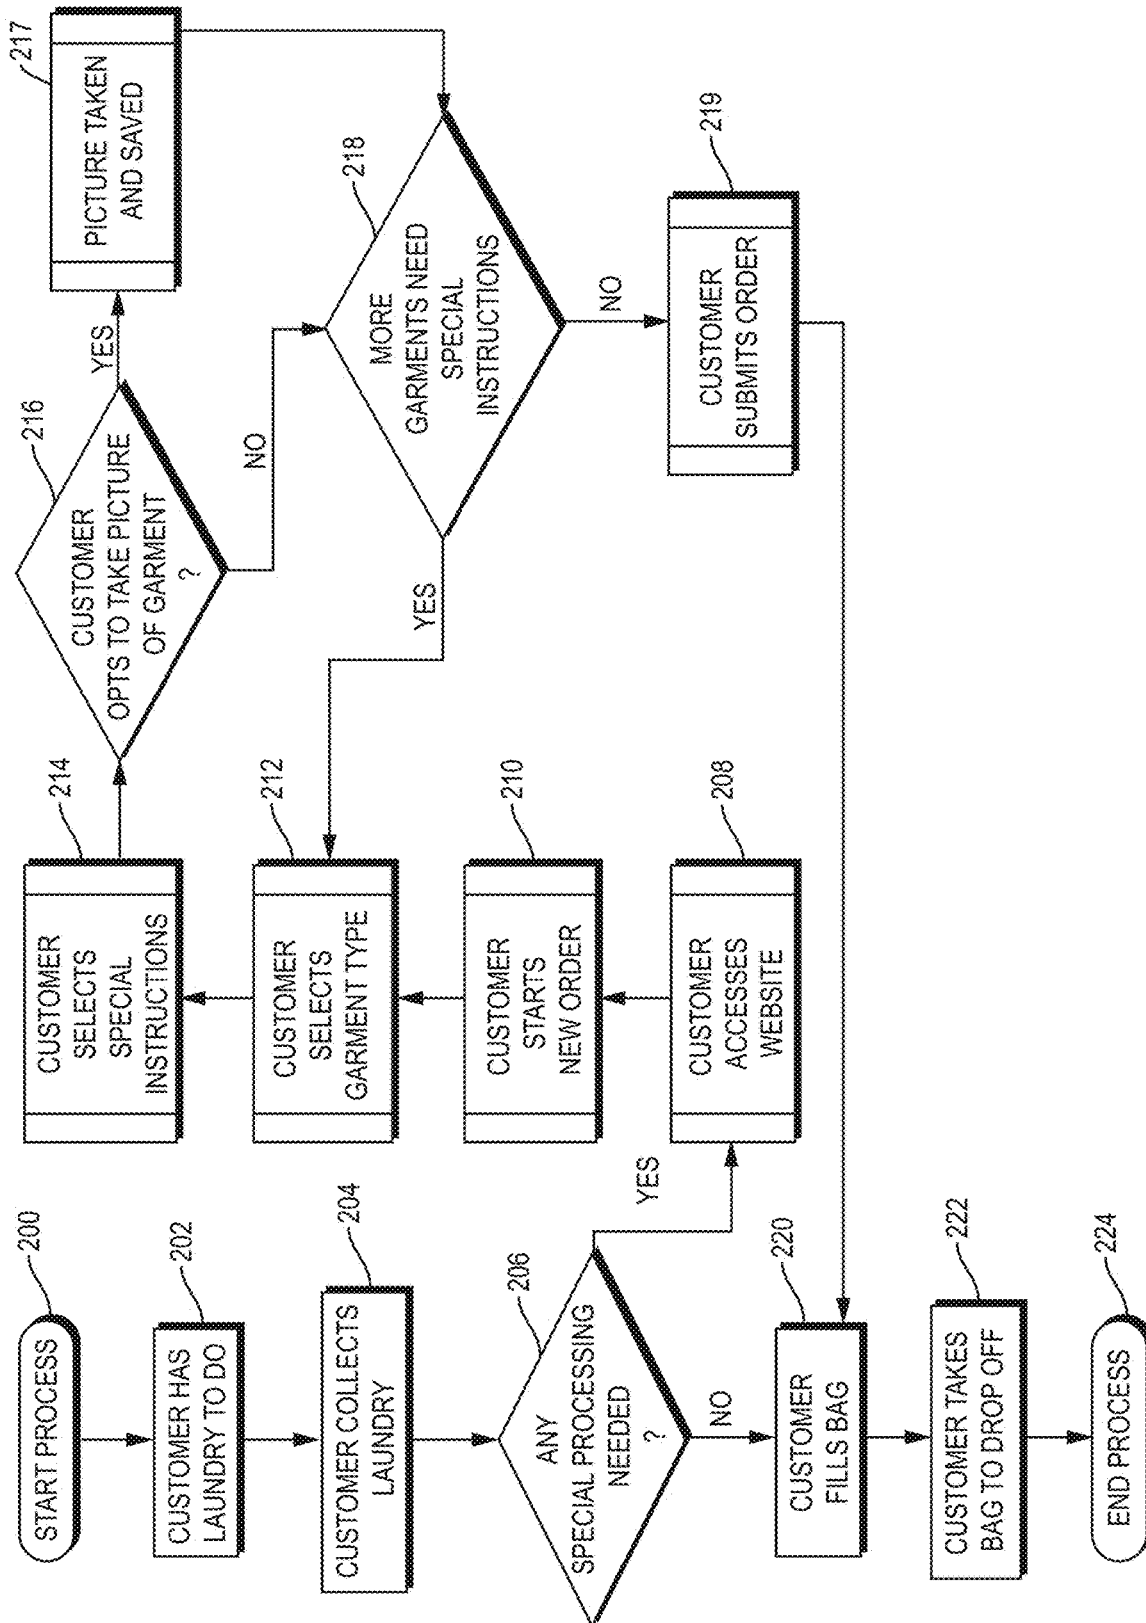 200
START PROCESS
202
CUSTOMER HAS
LAUNDRY TO DO
204
CUSTOMER COLLECTS
LAUNDRY
206
ANY
SPECIAL PROCESSING
NEEDED
?
YES
NO
220
CUSTOMER
FILLS BAG
222
CUSTOMER TAKES
BAG TO DROP OFF
224
END PROCESS
214
CUSTOMER
SELECTS
SPECIAL
INSTRUCTIONS
212
CUSTOMER
SELECTS
GARMENT TYPE
210
CUSTOMER
STARTS
NEW ORDER
208
CUSTOMER
ACCESSES
WEBSITE
216
CUSTOMER
OPTS TO TAKE PICTURE
OF GARMENT
?
YES
NO
217
PICTURE TAKEN
AND SAVED
218
MORE
GARMENTS NEED
SPECIAL
INSTRUCTIONS
YES
NO
219
CUSTOMER
SUBMITS ORDER